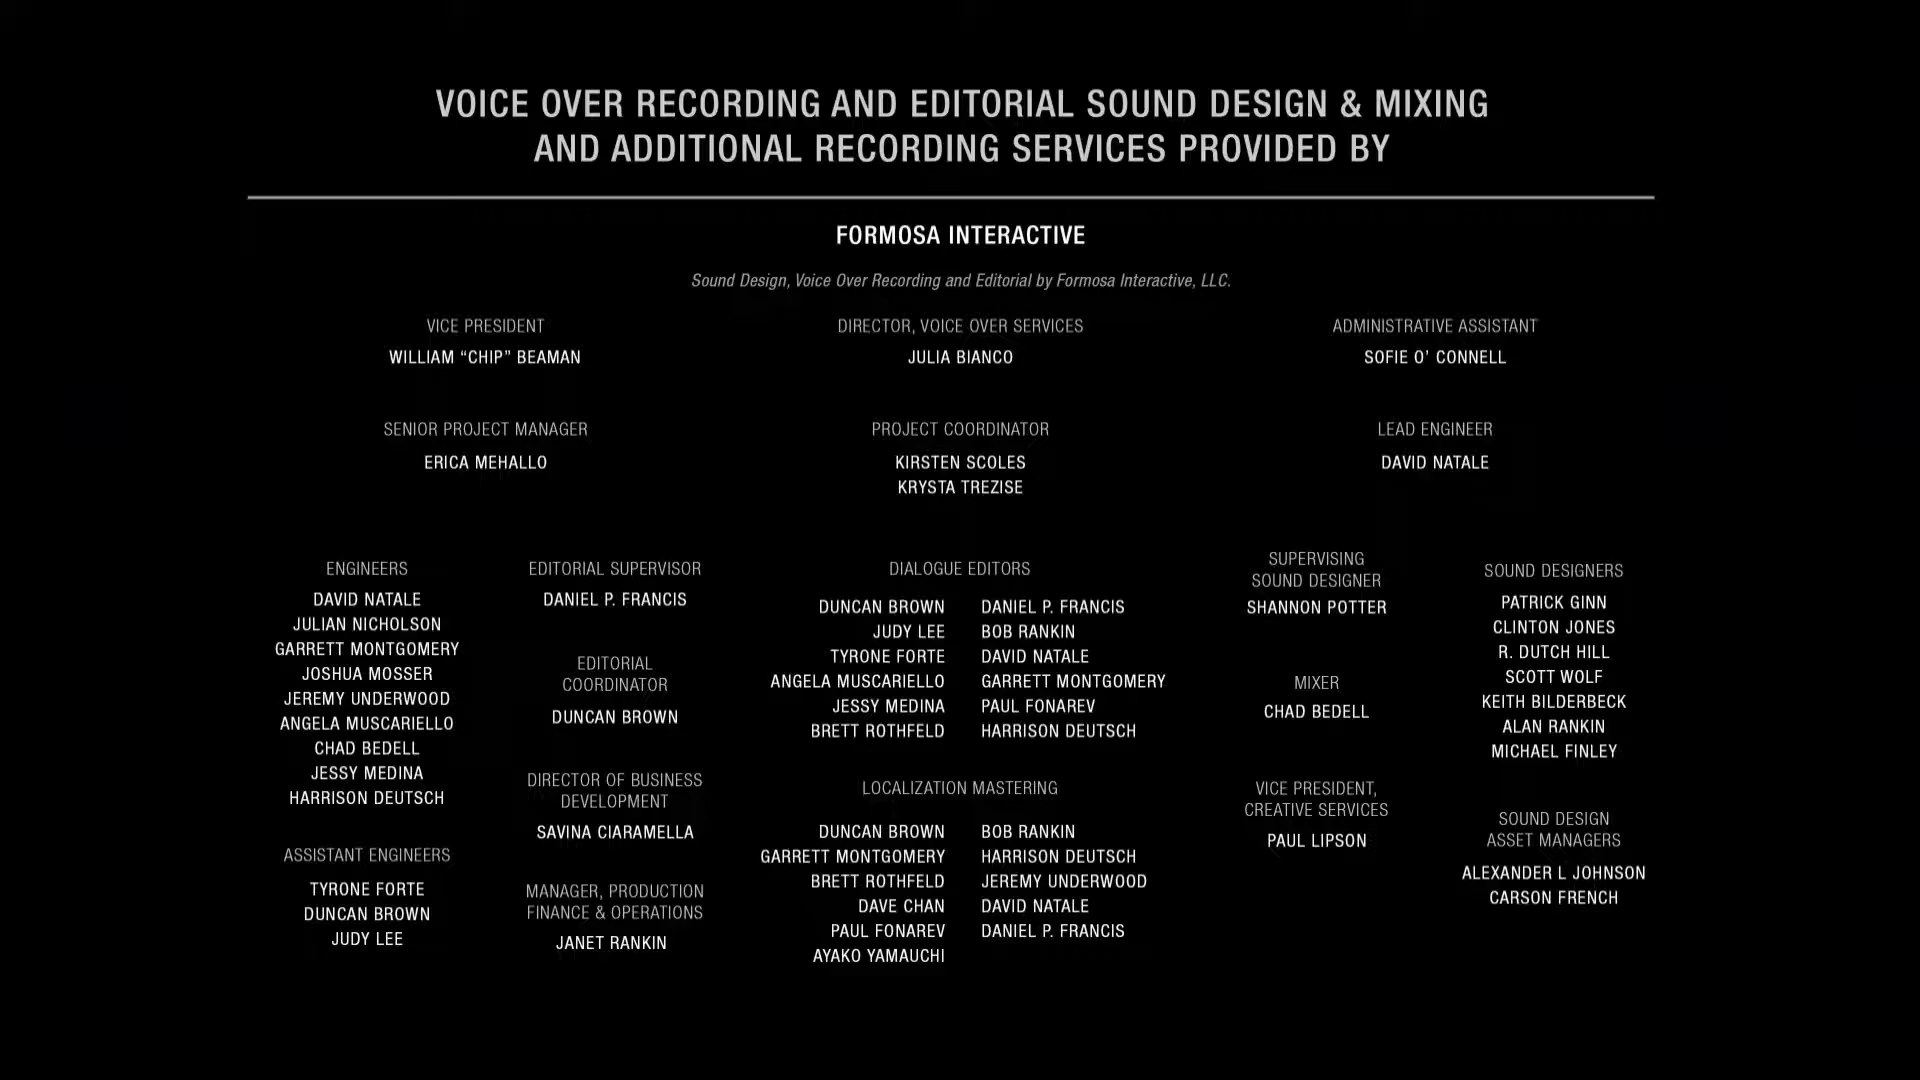 VOICE OVER RECORDING AND EDITORIAL SOUND DESIGN & MIXING
AND ADDITIONAL RECORDING SERVICES PROVIDED BY
FORMOSA INTERACTIVE
Sound Design, Voice Over Recording and Editorial by Formosa Interactive, LLC.
VICE PRESIDENT
WILLIAM “CHIP” BEAMAN
DIRECTOR, VOICE OVER SERVICES
JULIA BIANCO
ADMINISTRATIVE ASSISTANT
SOFIE O’ CONNELL
SENIOR PROJECT MANAGER
ERICA MEHALLO
PROJECT COORDINATOR
KIRSTEN SCOLES
KRYSTA TREZISE
LEAD ENGINEER
DAVID NATALE
ENGINEERS
DAVID NATALE
JULIAN NICHOLSON
GARRETT MONTGOMERY
JOSHUA MOSSER
JEREMY UNDERWOOD
ANGELA MUSCARIELLO
CHAD BEDELL
JESSY MEDINA
HARRISON DEUTSCH
ASSISTANT ENGINEERS
TYRONE FORTE
DUNCAN BROWN
JUDY LEE
EDITORIAL SUPERVISOR
DANIEL P. FRANCIS
EDITORIAL
COORDINATOR
DUNCAN BROWN
DIRECTOR OF BUSINESS
DEVELOPMENT
SAVINA CIARAMELLA
MANAGER, PRODUCTION
FINANCE & OPERATIONS
JANET RANKIN
DIALOGUE EDITORS
DUNCAN BROWN DANIEL P. FRANCIS
JUDY LEE BOB RANKIN
TYRONE FORTE DAVID NATALE
ANGELA MUSCARIELLO GARRETT MONTGOMERY
JESSY MEDINA PAUL FONAREV
BRETT ROTHFELD HARRISON DEUTSCH
LOCALIZATION MASTERING
DUNCAN BROWN BOB RANKIN
GARRETT MONTGOMERY HARRISON DEUTSCH
BRETT ROTHFELD JEREMY UNDERWOOD
DAVE CHAN DAVID NATALE
PAUL FONAREV DANIEL P. FRANCIS
AYAKO YAMAUCHI
SUPERVISING
SOUND DESIGNER
SHANNON POTTER
MIXER
CHAD BEDELL
VICE PRESIDENT,
CREATIVE SERVICES
PAUL LIPSON
SOUND DESIGNERS
PATRICK GINN
CLINTON JONES
R. DUTCH HILL
SCOTT WOLF
KEITH BILDERBECK
ALAN RANKIN
MICHAEL FINLEY
SOUND DESIGN
ASSET MANAGERS
ALEXANDER L JOHNSON
CARSON FRENCH